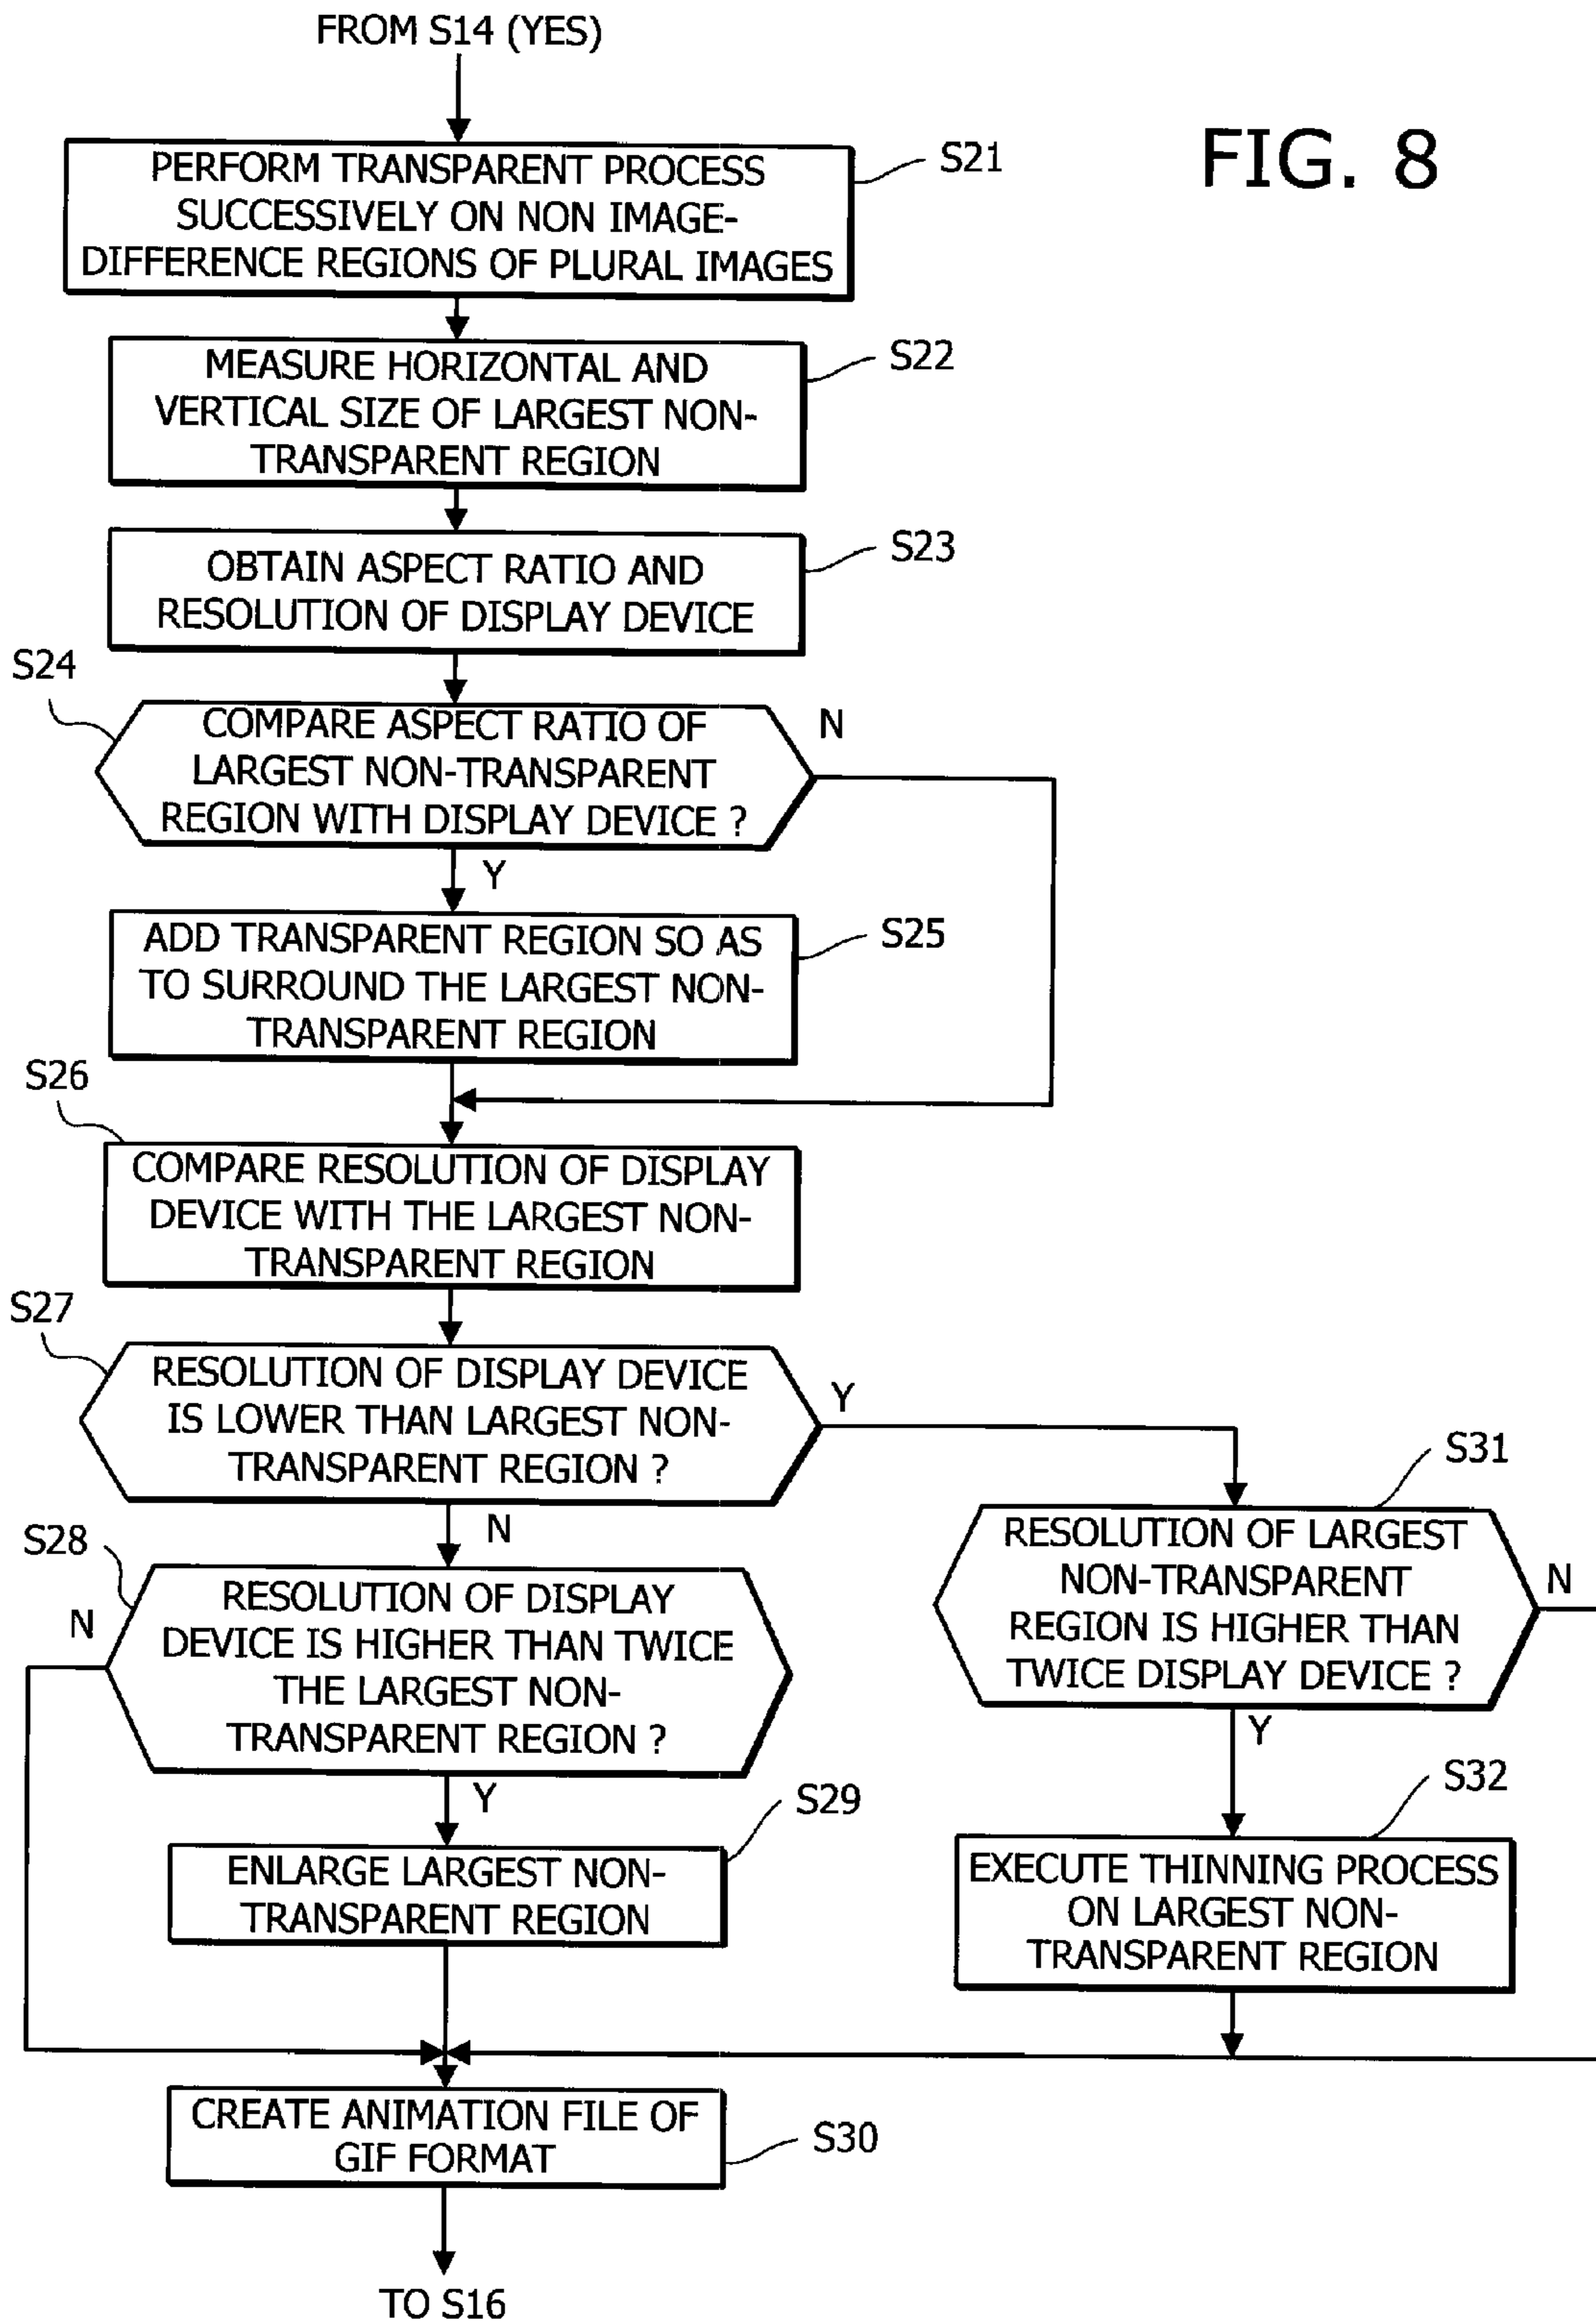 FROM S14 (YES)
FIG. 8
PERFORM TRANSPARENT PROCESS
SUCCESSIVELY ON NON IMAGE-
DIFFERENCE REGIONS OF PLURAL IMAGES
S21
MEASURE HORIZONTAL AND
VERTICAL SIZE OF LARGEST NON-
TRANSPARENT REGION
S22
OBTAIN ASPECT RATIO AND
RESOLUTION OF DISPLAY DEVICE
S23
S24
COMPARE ASPECT RATIO OF
LARGEST NON-TRANSPARENT
REGION WITH DISPLAY DEVICE ?
N
Y
ADD TRANSPARENT REGION SO AS
TO SURROUND THE LARGEST NON-
TRANSPARENT REGION
S25
S26
COMPARE RESOLUTION OF DISPLAY
DEVICE WITH THE LARGEST NON-
TRANSPARENT REGION
S27
RESOLUTION OF DISPLAY DEVICE
IS LOWER THAN LARGEST NON-
TRANSPARENT REGION ?
Y
N
S28
RESOLUTION OF DISPLAY
DEVICE IS HIGHER THAN TWICE
THE LARGEST NON-
TRANSPARENT REGION ?
N
Y
S31
RESOLUTION OF LARGEST
NON-TRANSPARENT
REGION IS HIGHER THAN
TWICE DISPLAY DEVICE ?
N
Y
S29
ENLARGE LARGEST NON-
TRANSPARENT REGION
S32
EXECUTE THINNING PROCESS
ON LARGEST NON-
TRANSPARENT REGION
CREATE ANIMATION FILE OF
GIF FORMAT
S30
TO S16